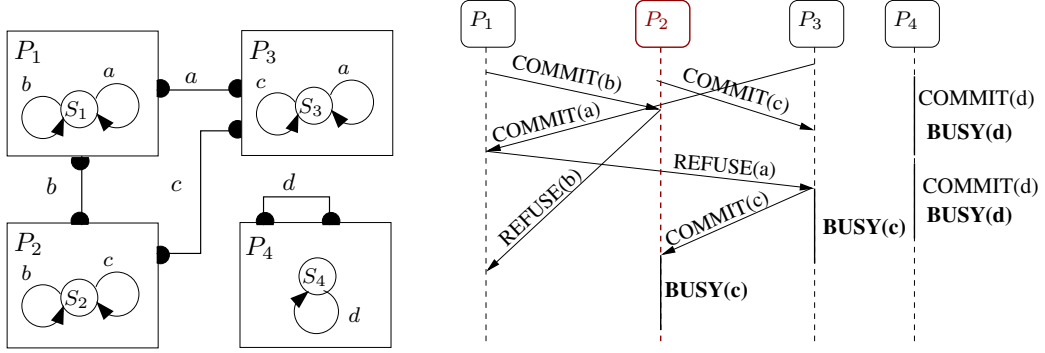 P₁
b
a
S₁
a
P₃
c
a
S₃
b
c
P₂
b
c
S₂
d
P₄
S₄
d
P₁
P₂
P₃
P₄
COMMIT(b)
COMMIT(c)
COMMIT(a)
COMMIT(d)
BUSY(d)
REFUSE(a)
REFUSE(b)
COMMIT(c)
COMMIT(d)
BUSY(d)
BUSY(c)
BUSY(c)